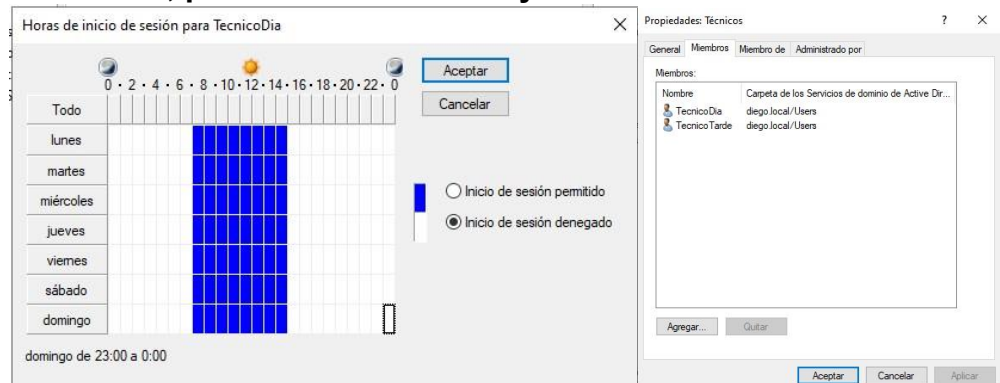 Horas de inicio de sesión para TecnicoDia
0 · 2 · 4 · 6 · 8 · 10 · 12 · 14 · 16 · 18 · 20 · 22 · 0
Todo
lunes
martes
miércoles
jueves
viernes
sábado
domingo
domingo de 23:00 a 0:00
Aceptar
Cancelar
Inicio de sesión permitido
Inicio de sesión denegado
Propiedades: Técnicos
General Miembros Miembro de Administrado por
Miembros:
Nombre Carpeta de los Servicios de dominio de Active Dir...
TecnicoDia diego.local/Users
TecnicoTarde diego.local/Users
Agregar... Quitar
Aceptar Cancelar Aplicar